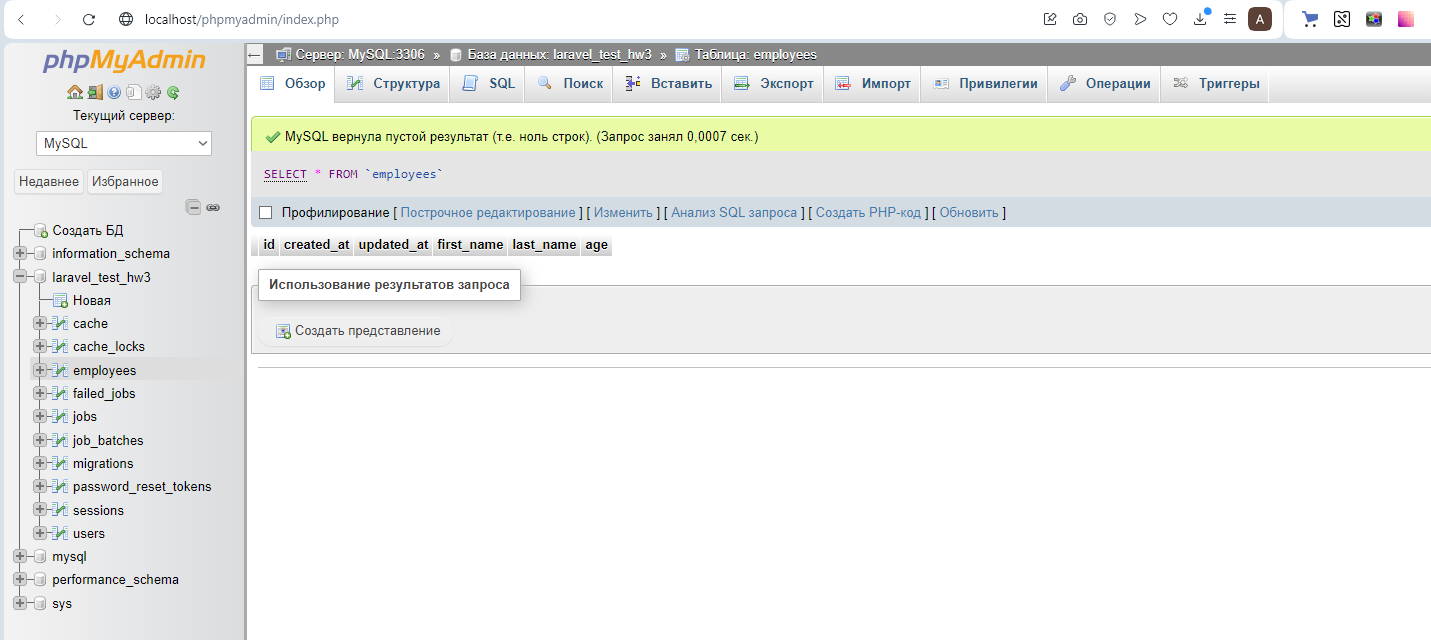 localhost/phpmyadmin/index.php
A
phpMyAdmin
Текущий сервер:
MySQL
Недавнее Избранное
Создать БД
information_schema
laravel_test_hw3
Новая
cache
cache_locks
employees
failed_jobs
jobs
job_batches
migrations
password_reset_tokens
sessions
users
mysql
performance_schema
sys
Сервер: MySQL:3306 » База данных: laravel_test_hw3 » Таблица: employees
Обзор Структура SQL Поиск Вставить Экспорт Импорт Привилегии Операции Триггеры
MySQL вернула пустой результат (т.е. ноль строк). (Запрос занял 0,0007 сек.)
SELECT * FROM `employees`
Профилирование [ Построчное редактирование ] [ Изменить ] [ Анализ SQL запроса ] [ Создать PHP-код ] [ Обновить ]
id created_at updated_at first_name last_name age
Использование результатов запроса
Создать представление